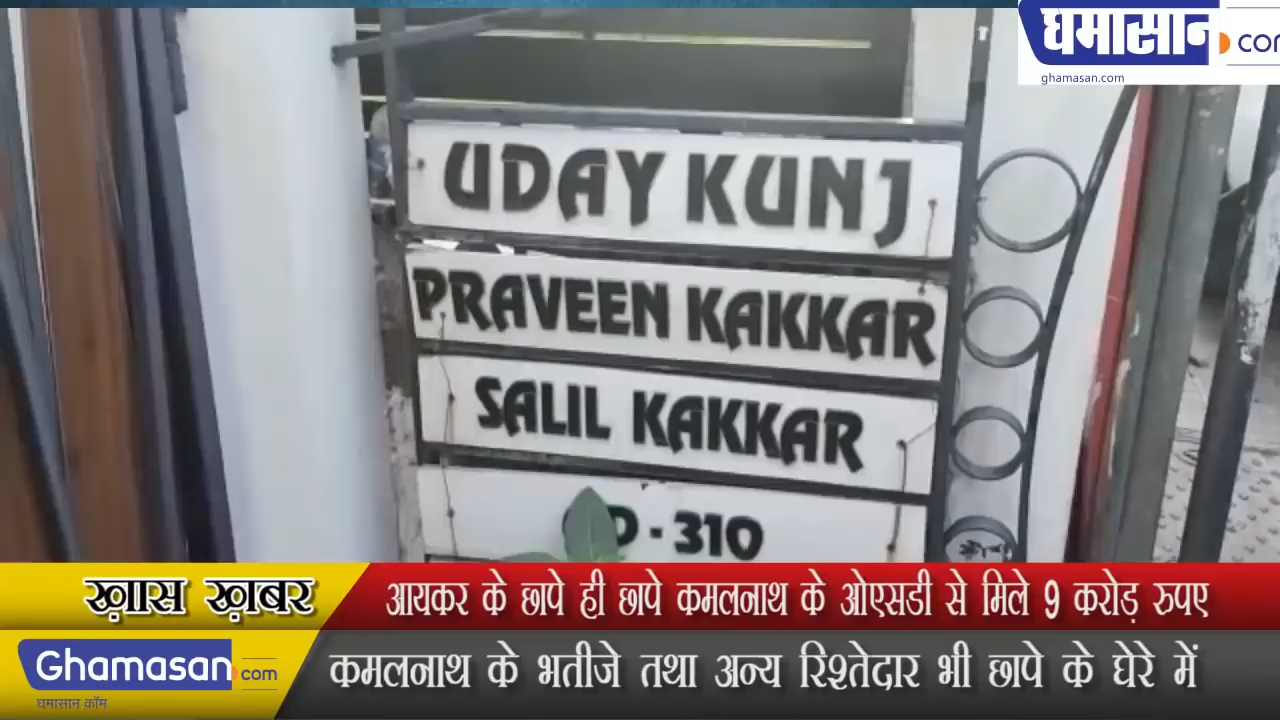 घमासान
.com
ghamasan.com
UDAY KUNJ
PRAVEEN KAKKAR
SALIL KAKKAR
- 310
ख़ास ख़बर
आयकर के छापे ही छापे कमलनाथ के ओएसडी से मिले 9 करोड़ रुपए
Ghamasan.com
घमासान कॉम
कमलनाथ के भतीजे तथा अन्य रिश्तेदार भी छापे के घेरे में